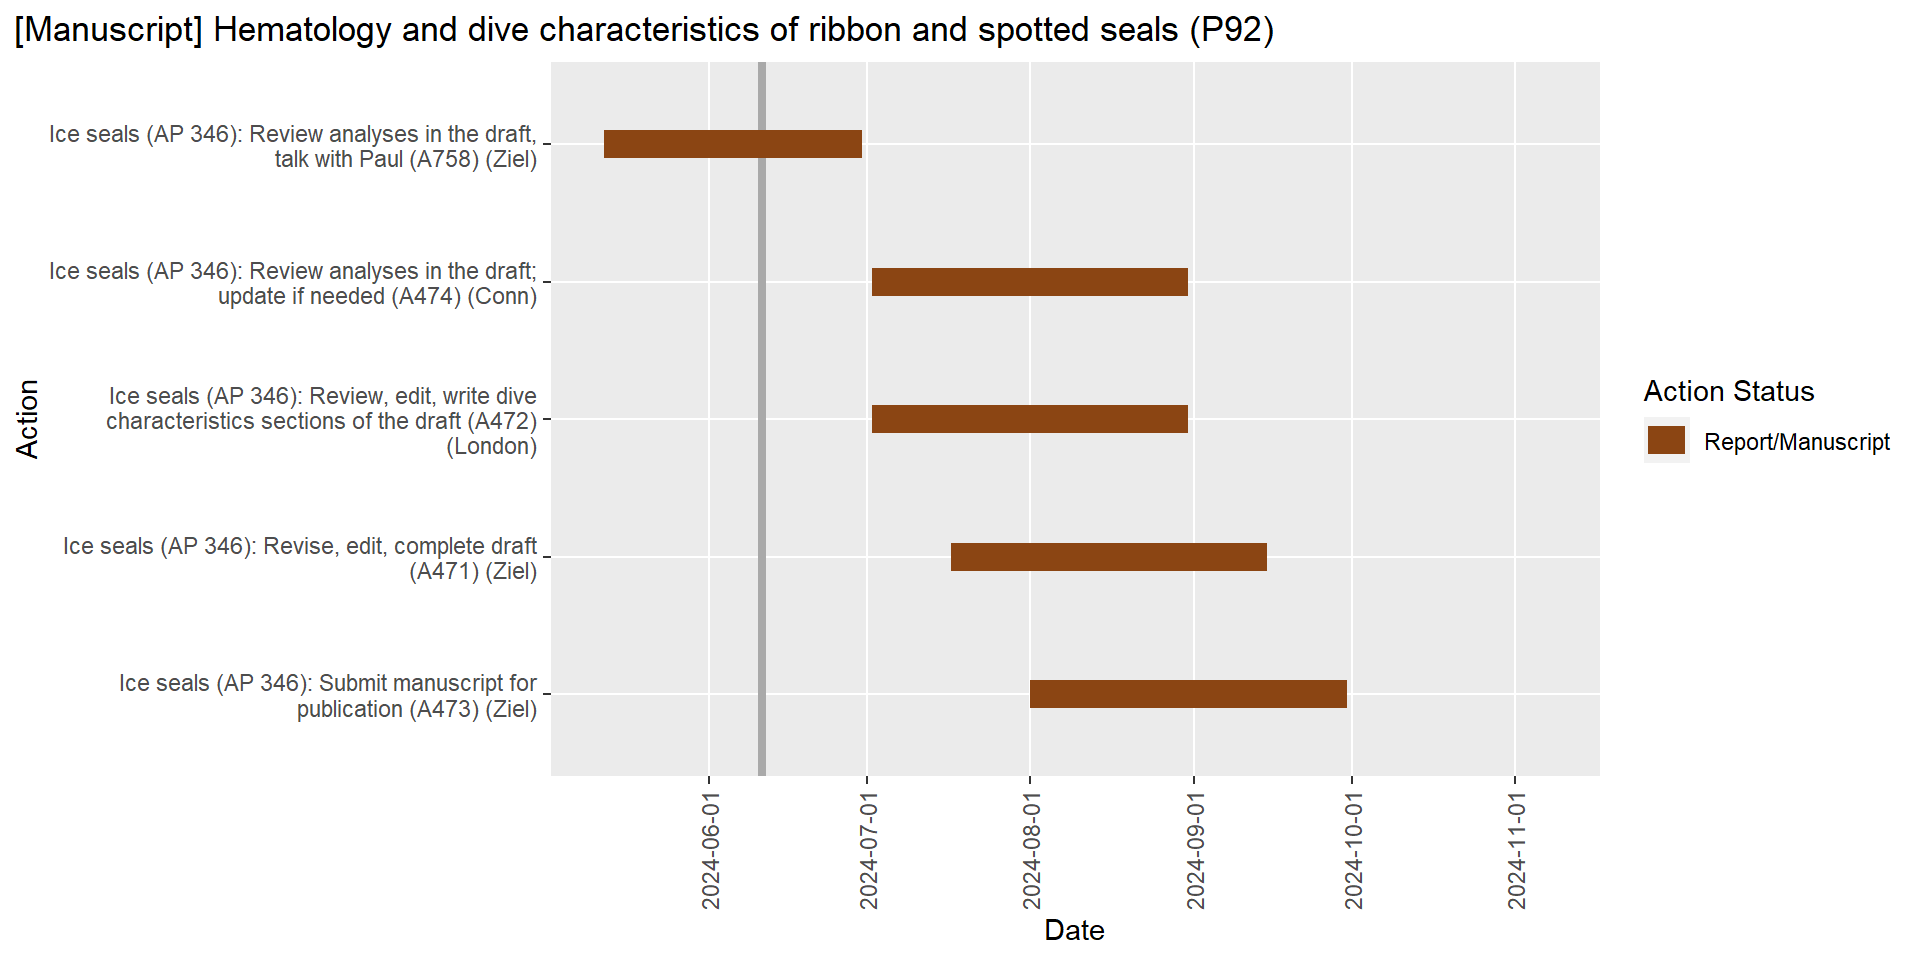 [Manuscript] Hematology and dive characteristics of ribbon and spotted seals (P92)
Ice seals (AP 346): Review analyses in the draft,
talk with Paul (A758) (Ziel)
Ice seals (AP 346): Review analyses in the draft;
update if needed (A474) (Conn)
Ice seals (AP 346): Review, edit, write dive
characteristics sections of the draft (A472)
(London)
Ice seals (AP 346): Revise, edit, complete draft
(A471) (Ziel)
Ice seals (AP 346): Submit manuscript for
publication (A473) (Ziel)
Action
2024-06-01
2024-07-01
2024-08-01
2024-09-01
2024-10-01
2024-11-01
Date
Action Status
Report/Manuscript